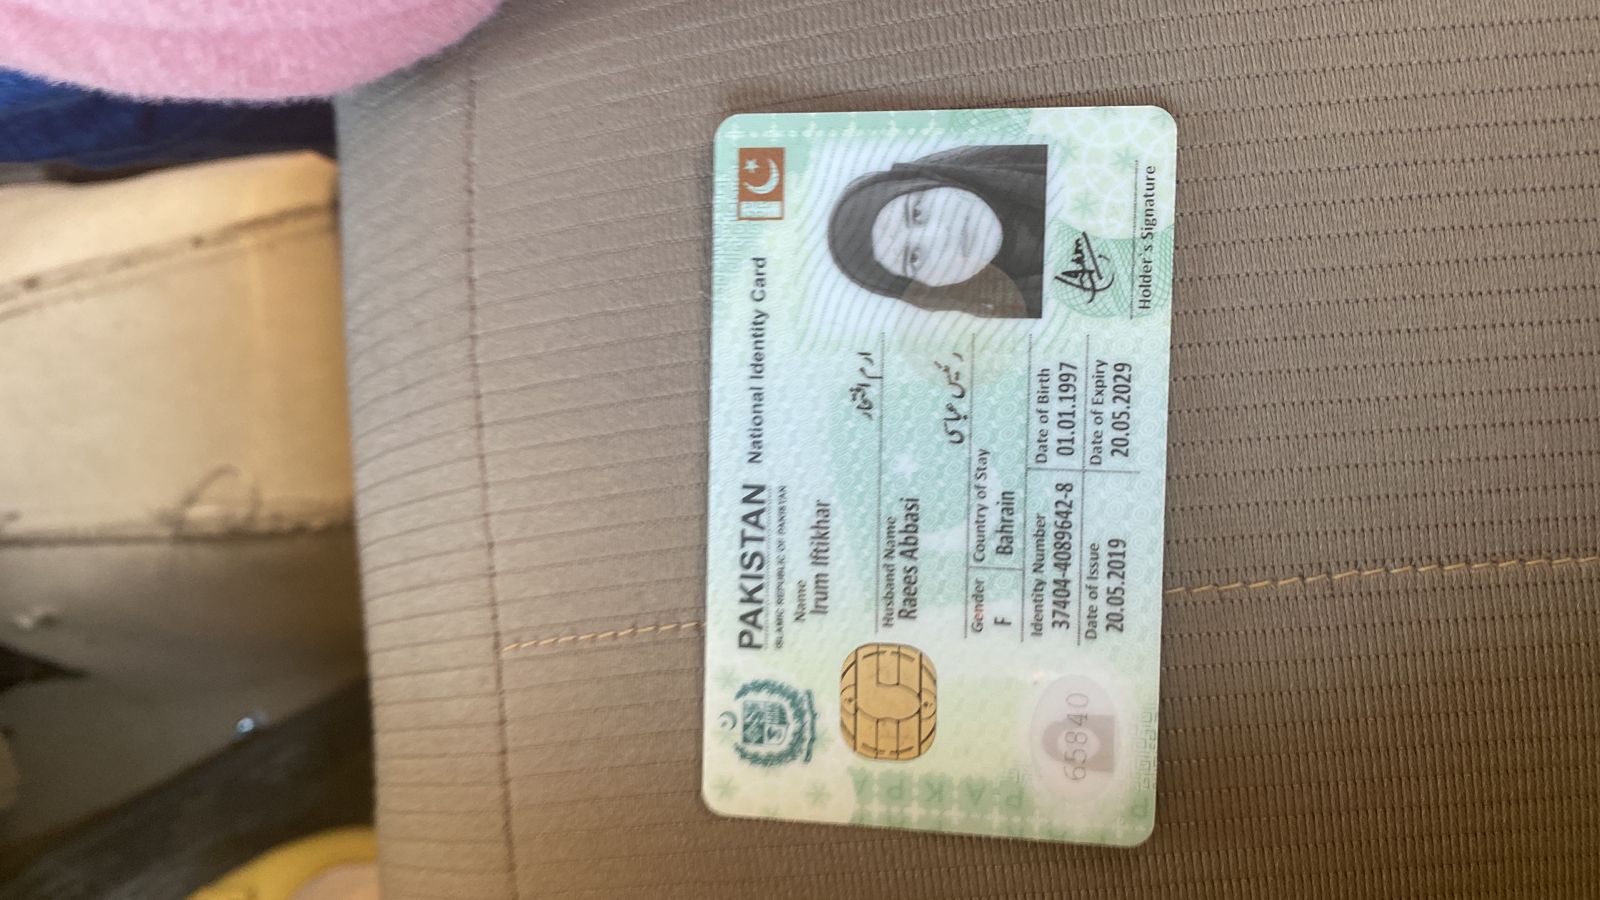 PAKISTAN National Identity Card
ISLAMIC REPUBLIC OF PAKISTAN
Name
Irum Iftikhar
ارم افتخار
Husband Name
Raees Abbasi
رئیس عباسی
Gender Country of Stay
F Bahrain
Identity Number Date of Birth
37404-4089642-8 01.01.1997
Date of Issue Date of Expiry
20.05.2019 20.05.2029
Holder's Signature
65840